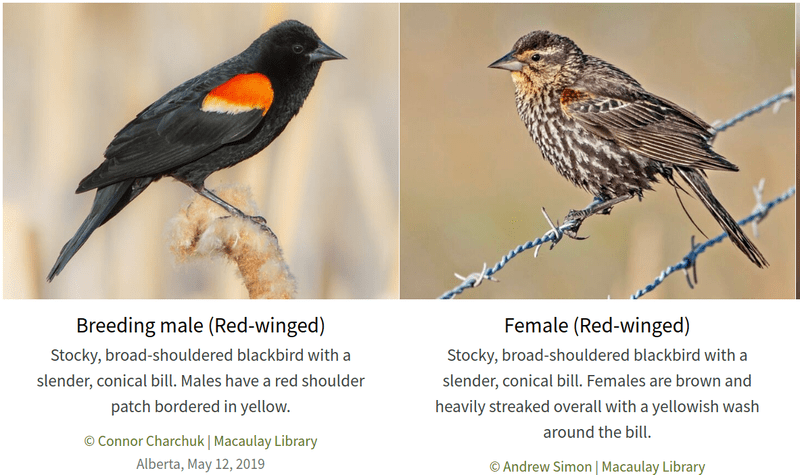 Breeding male (Red-winged)
Stocky, broad-shouldered blackbird with a
slender, conical bill. Males have a red shoulder
patch bordered in yellow.
© Connor Charchuk | Macaulay Library
Alberta, May 12, 2019
Female (Red-winged)
Stocky, broad-shouldered blackbird with a
slender, conical bill. Females are brown and
heavily streaked overall with a yellowish wash
around the bill.
© Andrew Simon | Macaulay Library